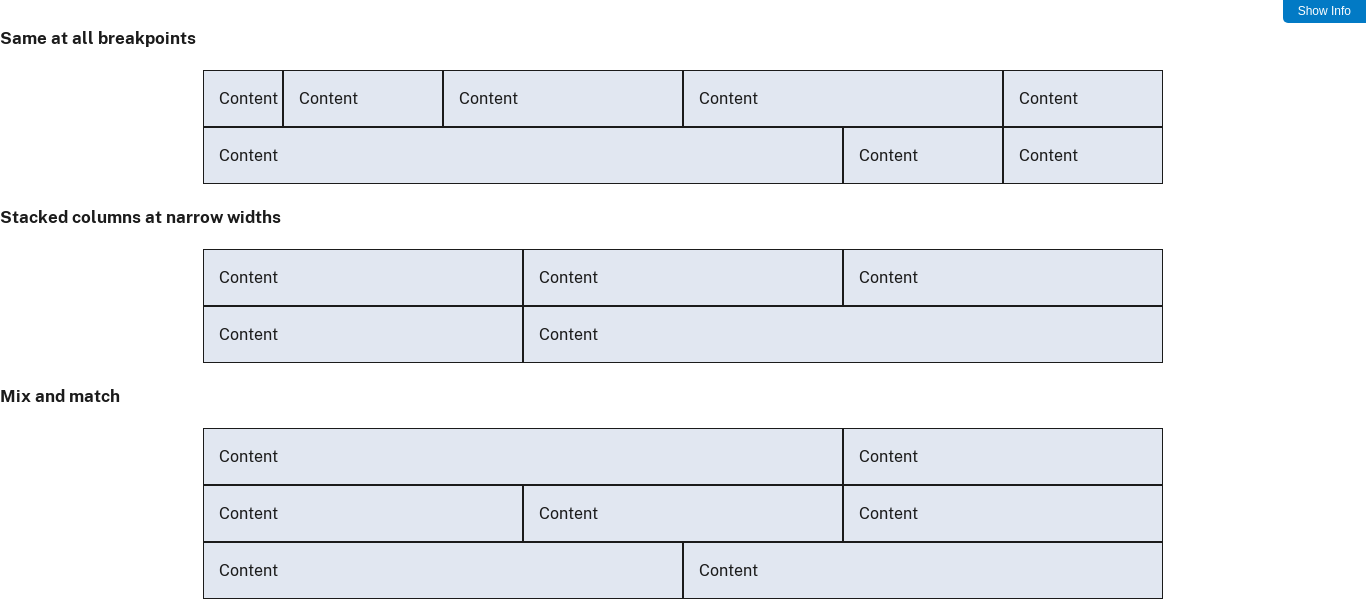 Show Info
Same at all breakpoints
Content Content Content Content Content
Content Content Content
Stacked columns at narrow widths
Content Content Content
Content Content
Mix and match
Content Content
Content Content Content
Content Content